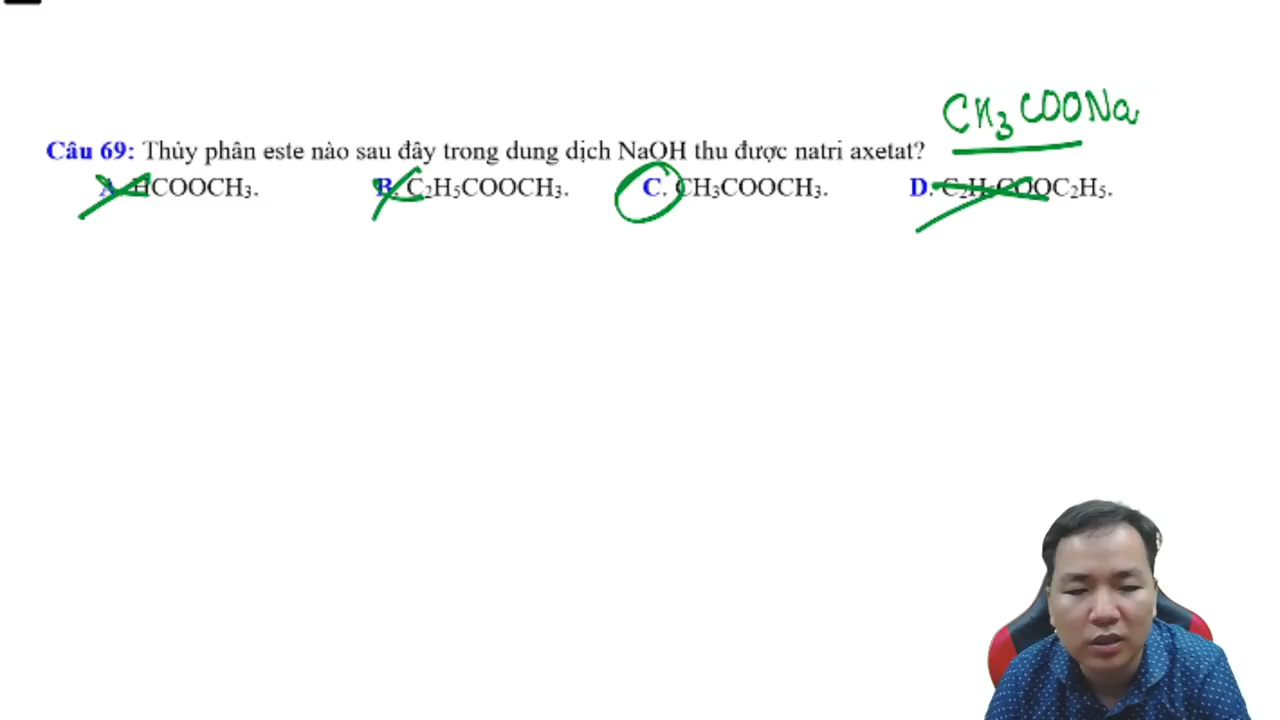 CH₃COONa
Câu 69: Thủy phân este nào sau đây trong dung dịch NaOH thu được natri axetat?
A. HCOOCH₃. B. C₂H₅COOCH₃. C. CH₃COOCH₃. D. C₂H₅COOC₂H₅.